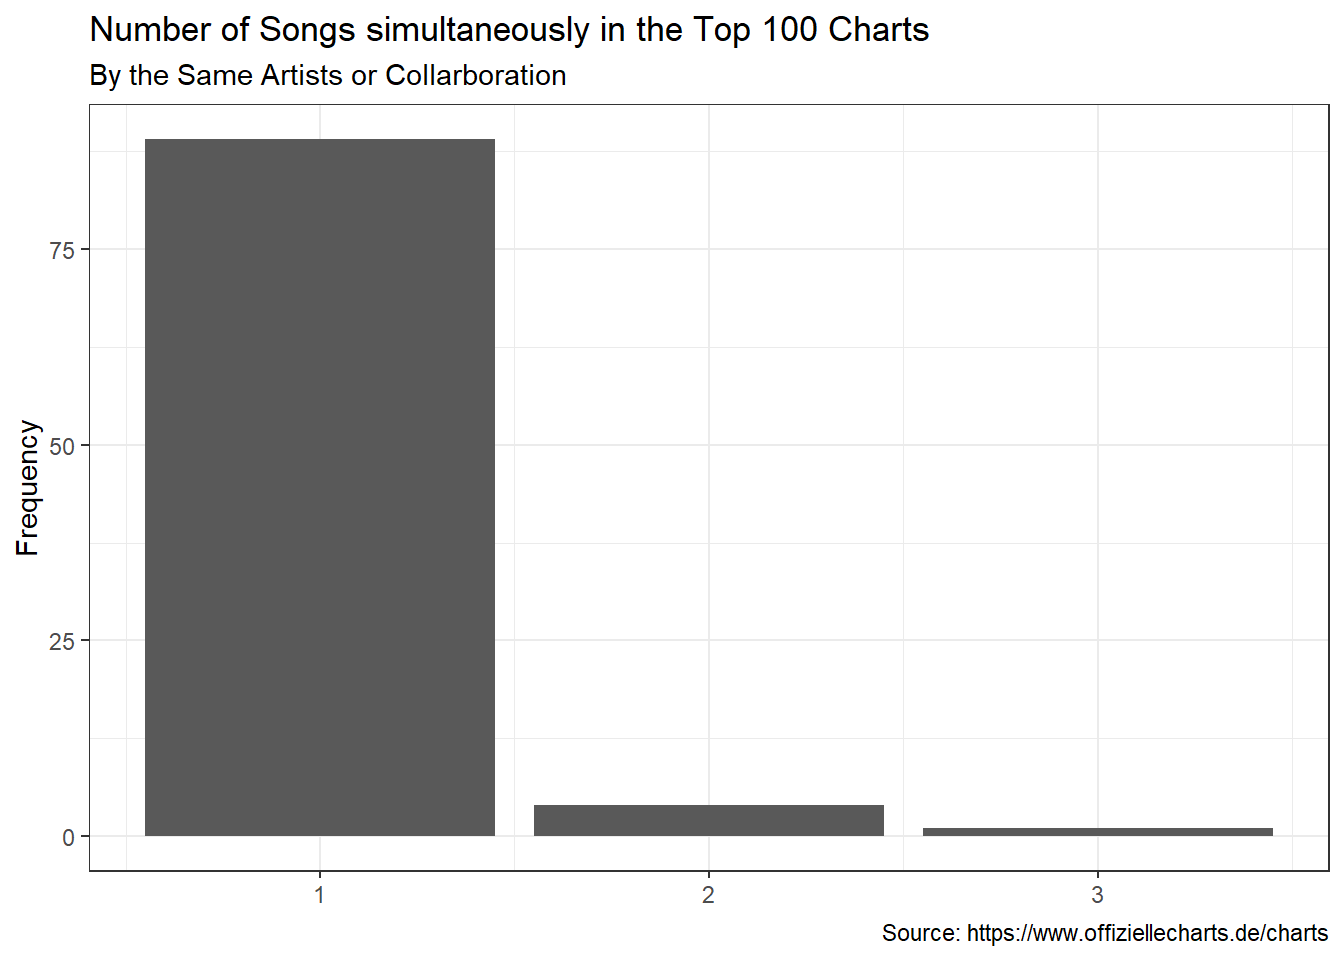 Number of Songs simultaneously in the Top 100 Charts
By the Same Artists or Collarboration
Frequency
75
50
25
0
1 2 3
Source: https://www.offiziellecharts.de/charts